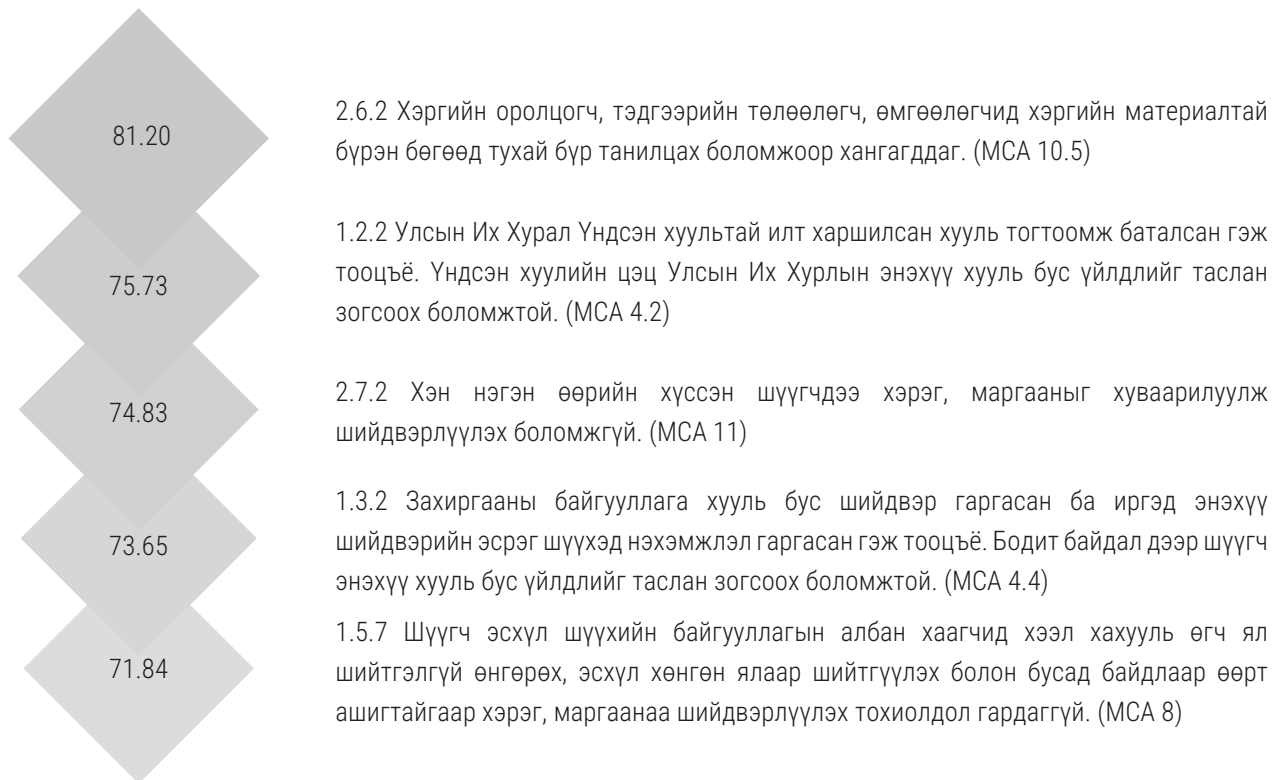 81.20
2.6.2 Хэргийн оролцогч, тэдгээрийн төлөөлөгч, өмгөөлөгчид хэргийн материалтай
бүрэн бөгөөд тухай бүр танилцах боломжоор хангагддаг. (МСА 10.5)
75.73
1.2.2 Улсын Их Хурал Үндсэн хуультай илт харшилсан хууль тогтоомж баталсан гэж
тооцъё. Үндсэн хуулийн цэц Улсын Их Хурлын энэхүү хууль бус үйлдлийг таслан
зогсоох боломжтой. (МСА 4.2)
74.83
2.7.2 Хэн нэгэн өөрийн хүссэн шүүгчдээ хэрэг, маргааныг хуваарилуулж
шийдвэрлүүлэх боломжгүй. (МСА 11)
73.65
1.3.2 Захиргааны байгууллага хууль бус шийдвэр гаргасан ба иргэд энэхүү
шийдвэрийн эсрэг шүүхэд нэхэмжлэл гаргасан гэж тооцъё. Бодит байдал дээр шүүгч
энэхүү хууль бус үйлдлийг таслан зогсоох боломжтой. (МСА 4.4)
71.84
1.5.7 Шүүгч эсхүл шүүхийн байгууллагын албан хаагчид хээл хахууль өгч ял
шийтгэлгүй өнгөрөх, эсхүл хөнгөн ялаар шийтгүүлэх болон бусад байдлаар өөрт
ашигтайгаар хэрэг, маргаанаа шийдвэрлүүлэх тохиолдол гардаггүй. (МСА 8)